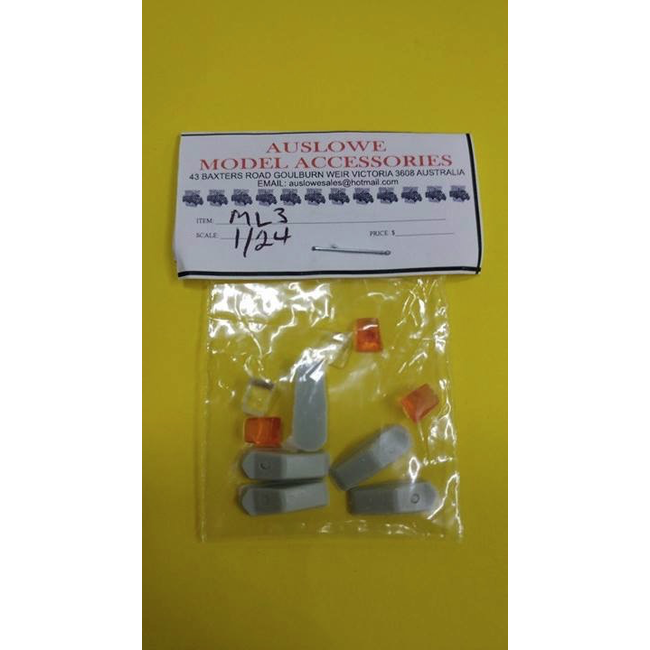 AUSLOWE
MODEL ACCESSORIES
43 BAXTERS ROAD GOULBURN WEIR VICTORIA 3608 AUSTRALIA
EMAIL: auslowesales@hotmail.com
ITEM: ML3
SCALE: 1/24 PRICE: $